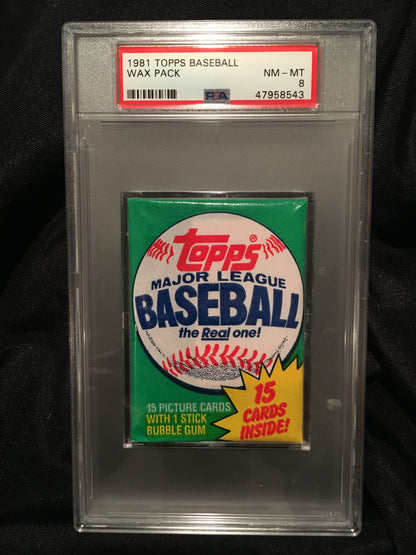 1981 TOPPS BASEBALL
WAX PACK
NM - MT
8
PSA
47958543
Topps®
MAJOR LEAGUE
BASEBALL
the Real one!
15 PICTURE CARDS
WITH 1 STICK
BUBBLE GUM
15
CARDS
INSIDE!